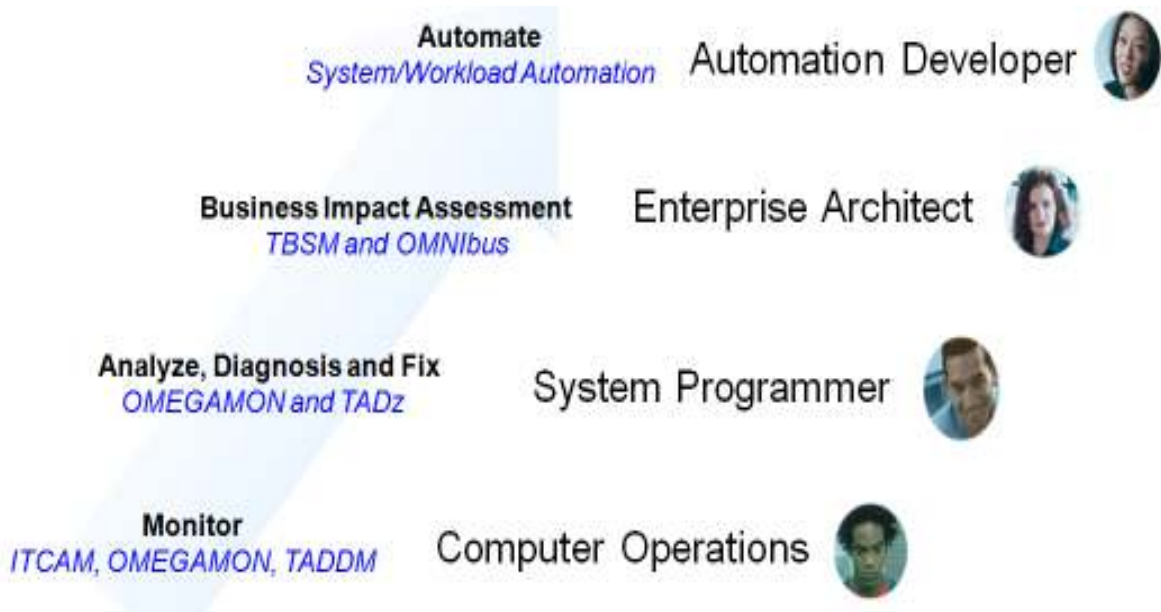 Automate
System/Workload Automation
Automation Developer
Business Impact Assessment
TBSM and OMNIbus
Enterprise Architect
Analyze, Diagnosis and Fix
OMEGAMON and TADz
System Programmer
Monitor
ITCAM, OMEGAMON, TADDM
Computer Operations